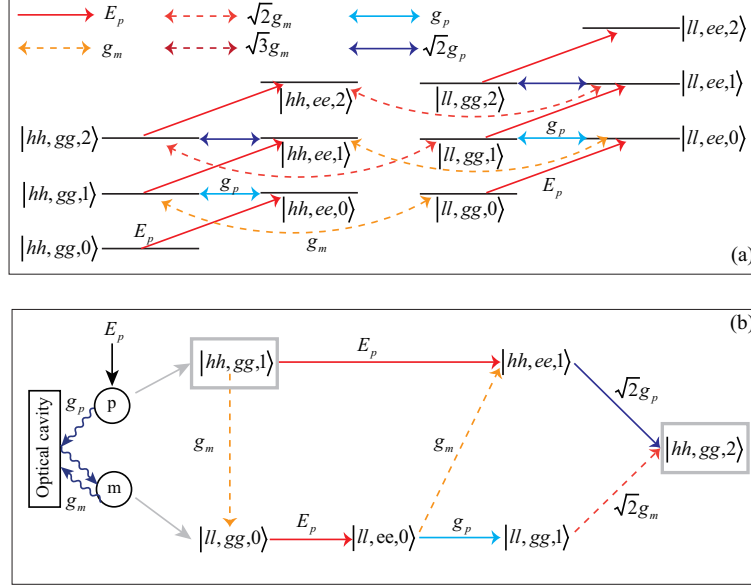 E_p √2g_m g_p
g_m √3g_m √2g_p
|ll,ee,2⟩
|hh,ee,2⟩ |ll,gg,2⟩ |ll,ee,1⟩
|hh,gg,2⟩ |hh,ee,1⟩ |ll,gg,1⟩ g_p |ll,ee,0⟩
|hh,gg,1⟩ g_p |hh,ee,0⟩ |ll,gg,0⟩ E_p
|hh,gg,0⟩ E_p g_m
(a)
(b)
E_p
|hh,gg,1⟩ E_p |hh,ee,1⟩
g_p p √2g_p
Optical cavity g_m g_m |hh,gg,2⟩
g_m m √2g_m
|ll,gg,0⟩ E_p |ll,ee,0⟩ g_p |ll,gg,1⟩